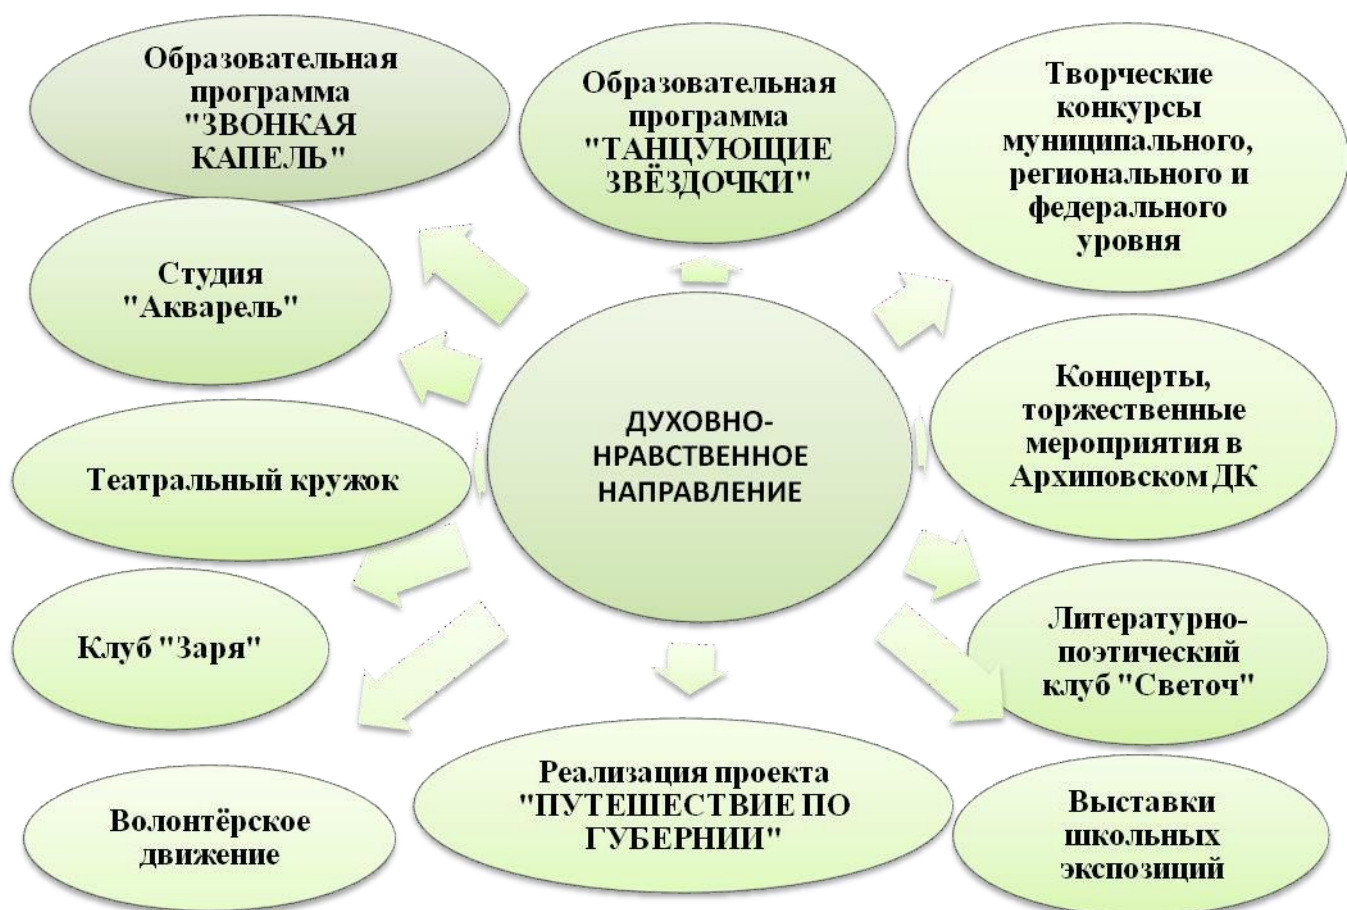 Образовательная
программа
"ЗВОНКАЯ
КАПЕЛЬ"
Образовательная
программа
"ТАНЦУЮЩИЕ
ЗВЁЗДОЧКИ"
Творческие
конкурсы
муниципального,
регионального и
федерального
уровня
Студия
"Акварель"
Концерты,
торжественные
мероприятия в
Архиповском ДК
ДУХОВНО-
НРАВСТВЕННОЕ
НАПРАВЛЕНИЕ
Театральный кружок
Клуб "Заря"
Литературно-
поэтический
клуб "Светоч"
Волонтёрское
движение
Реализация проекта
"ПУТЕШЕСТВИЕ ПО
ГУБЕРНИИ"
Выставки
школьных
экспозиций